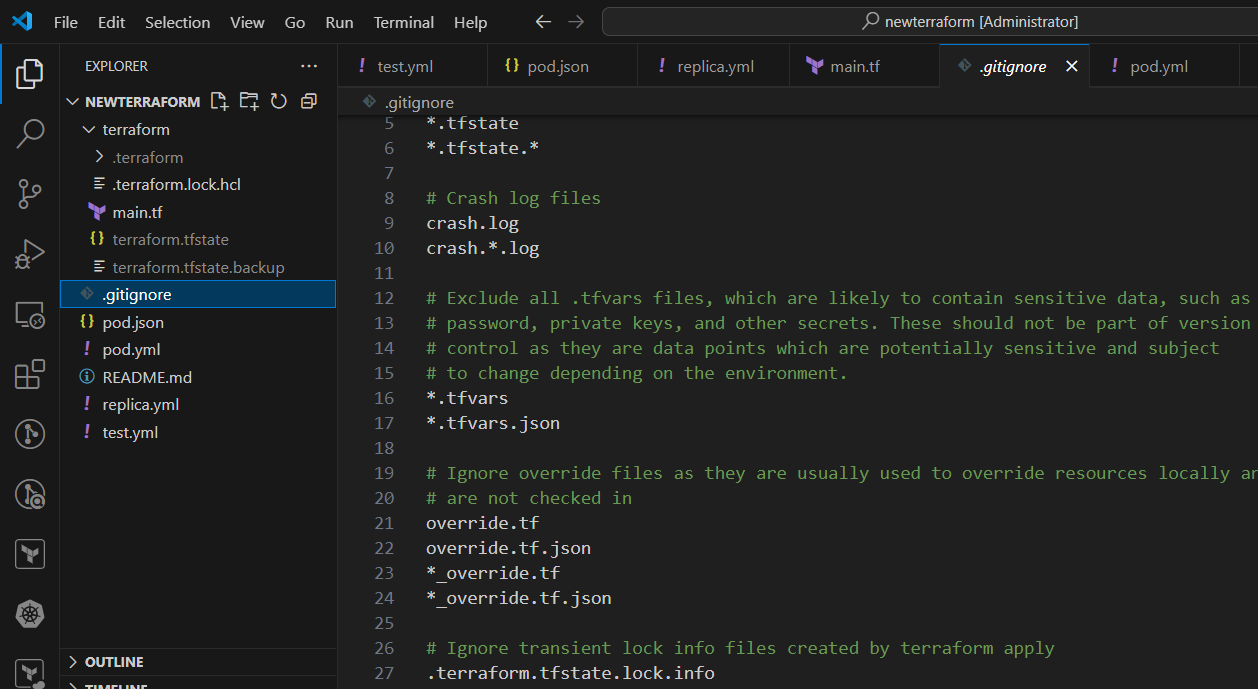 File Edit Selection View Go Run Terminal Help
newterraform [Administrator]
EXPLORER
NEWTERRAFORM
terraform
.terraform
.terraform.lock.hcl
main.tf
terraform.tfstate
terraform.tfstate.backup
.gitignore
pod.json
pod.yml
README.md
replica.yml
test.yml
OUTLINE
TIMELINE
test.yml pod.json replica.yml main.tf .gitignore pod.yml
.gitignore
5 *.tfstate
6 *.tfstate.*
7
8 # Crash log files
9 crash.log
10 crash.*.log
11
12 # Exclude all .tfvars files, which are likely to contain sensitive data, such as
13 # password, private keys, and other secrets. These should not be part of version
14 # control as they are data points which are potentially sensitive and subject
15 # to change depending on the environment.
16 *.tfvars
17 *.tfvars.json
18
19 # Ignore override files as they are usually used to override resources locally an
20 # are not checked in
21 override.tf
22 override.tf.json
23 *_override.tf
24 *_override.tf.json
25
26 # Ignore transient lock info files created by terraform apply
27 .terraform.tfstate.lock.info